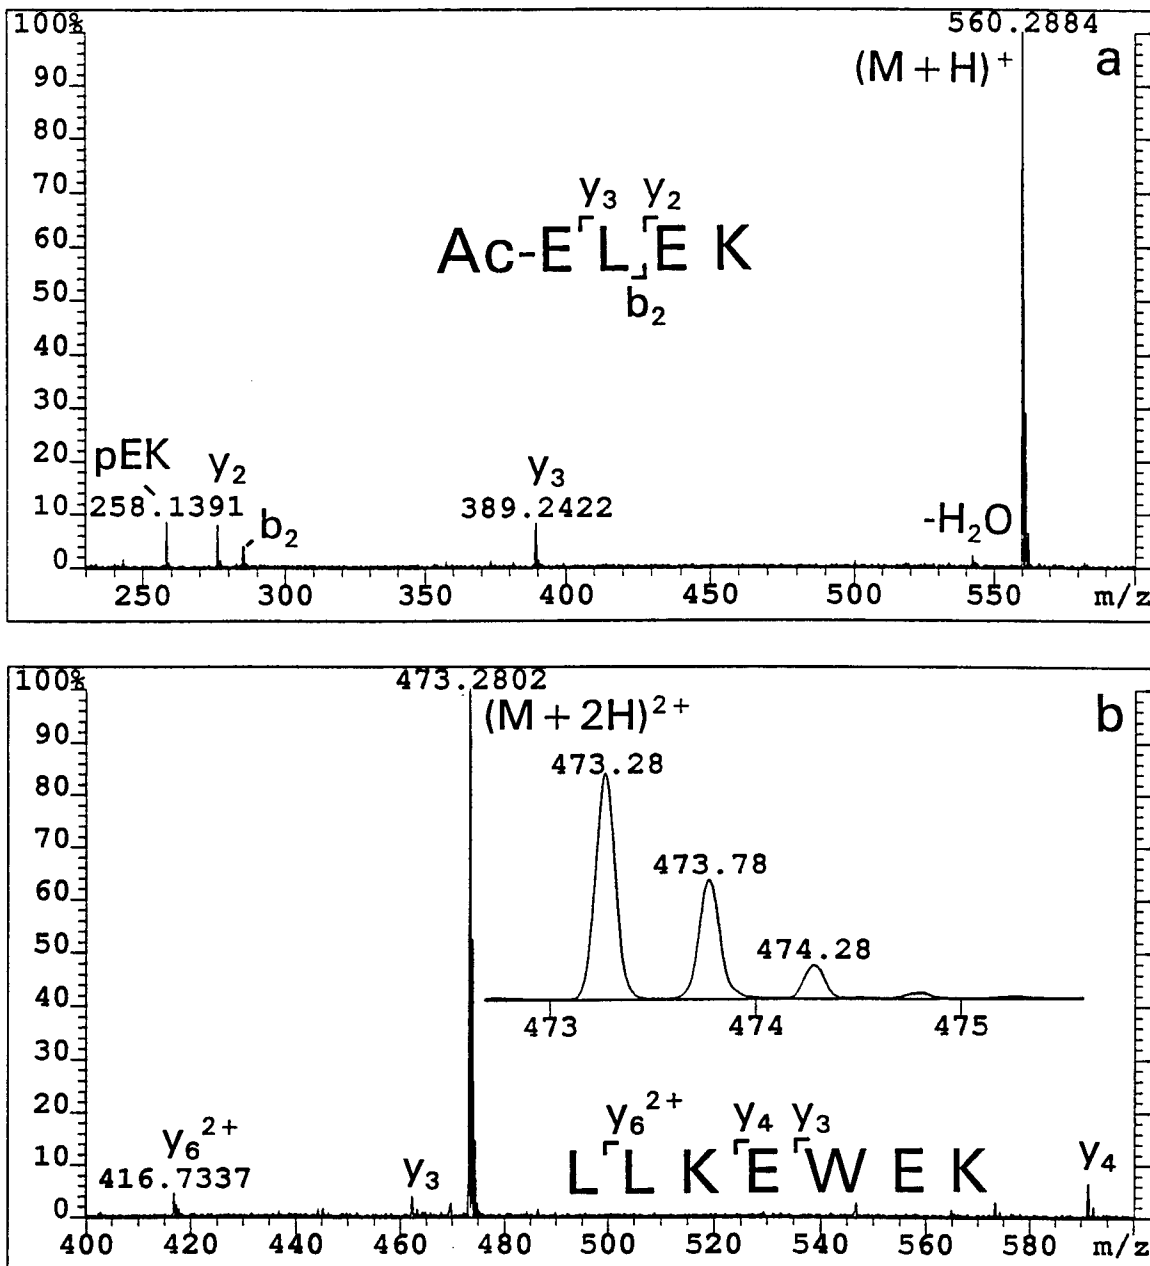 100% 560.2884
(M + H)+ a
90
80
70 y3 y2
60 Ac-E L E K
50 b2
40
30
20 pEK y2 y3
10 258.1391 b2 389.2422 -H2O
0
250 300 350 400 450 500 550 m/z
100% 473.2802
(M + 2H)2+ b
90
473.28
80
70 473.78
60
50 474.28
40
473 474 475
30
20 y6 2+ y6 2+ y4 y3
10 416.7337 y3 L L K E W E K y4
0
400 420 440 460 480 500 520 540 560 580 m/z